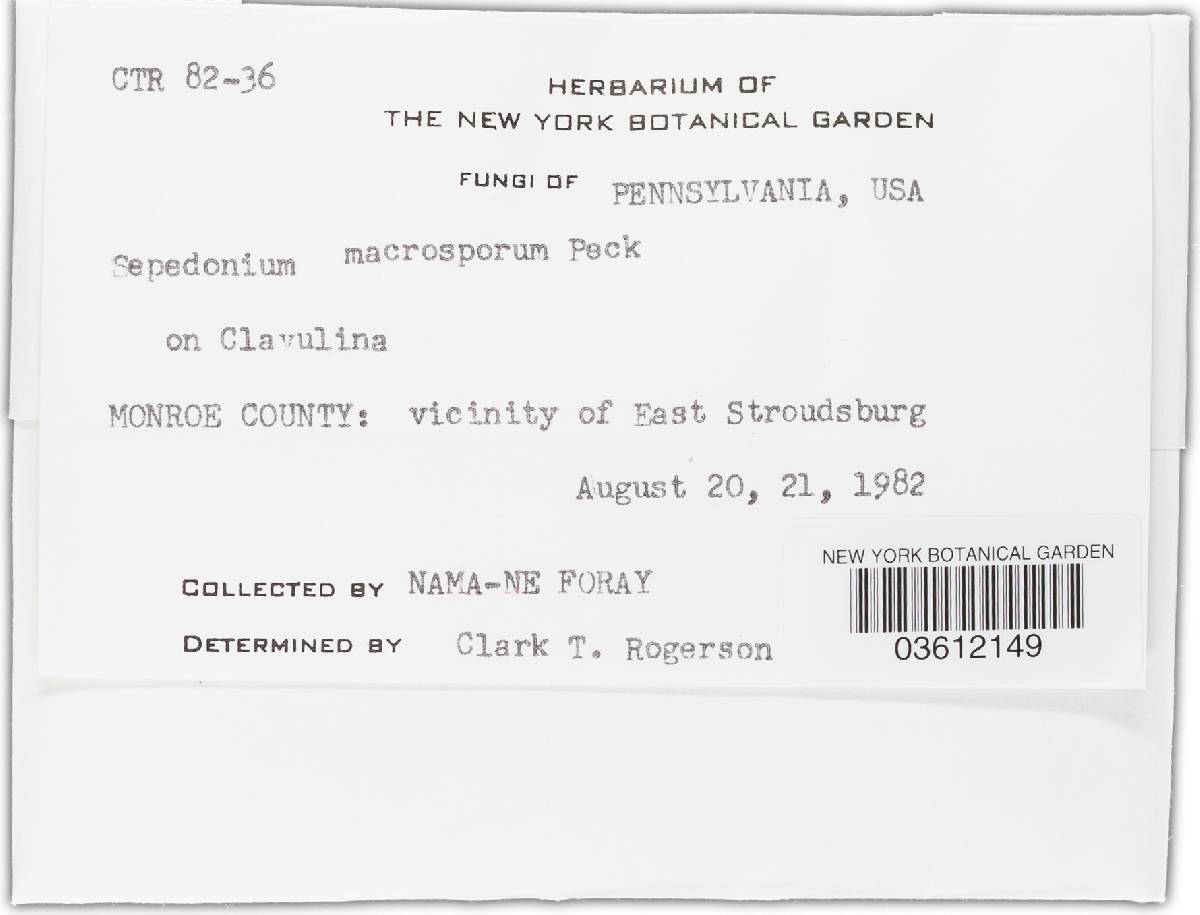 CTR 82-36
HERBARIUM OF
THE NEW YORK BOTANICAL GARDEN
FUNGI OF PENNSYLVANIA, USA
Sepedonium macrosporum Peck
on Clavulina
MONROE COUNTY: vicinity of East Stroudsburg
August 20, 21, 1982
COLLECTED BY NAMA-NE FORAY
DETERMINED BY Clark T. Rogerson
NEW YORK BOTANICAL GARDEN
03612149